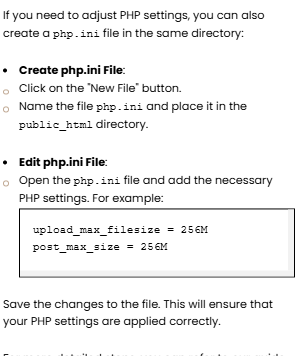 If you need to adjust PHP settings, you can also
create a php.ini file in the same directory:
• Create php.ini File:
○ Click on the "New File" button.
○ Name the file php.ini and place it in the
public_html directory.
• Edit php.ini File:
○ Open the php.ini file and add the necessary
PHP settings. For example:
upload_max_filesize = 256M
post_max_size = 256M
Save the changes to the file. This will ensure that
your PHP settings are applied correctly.